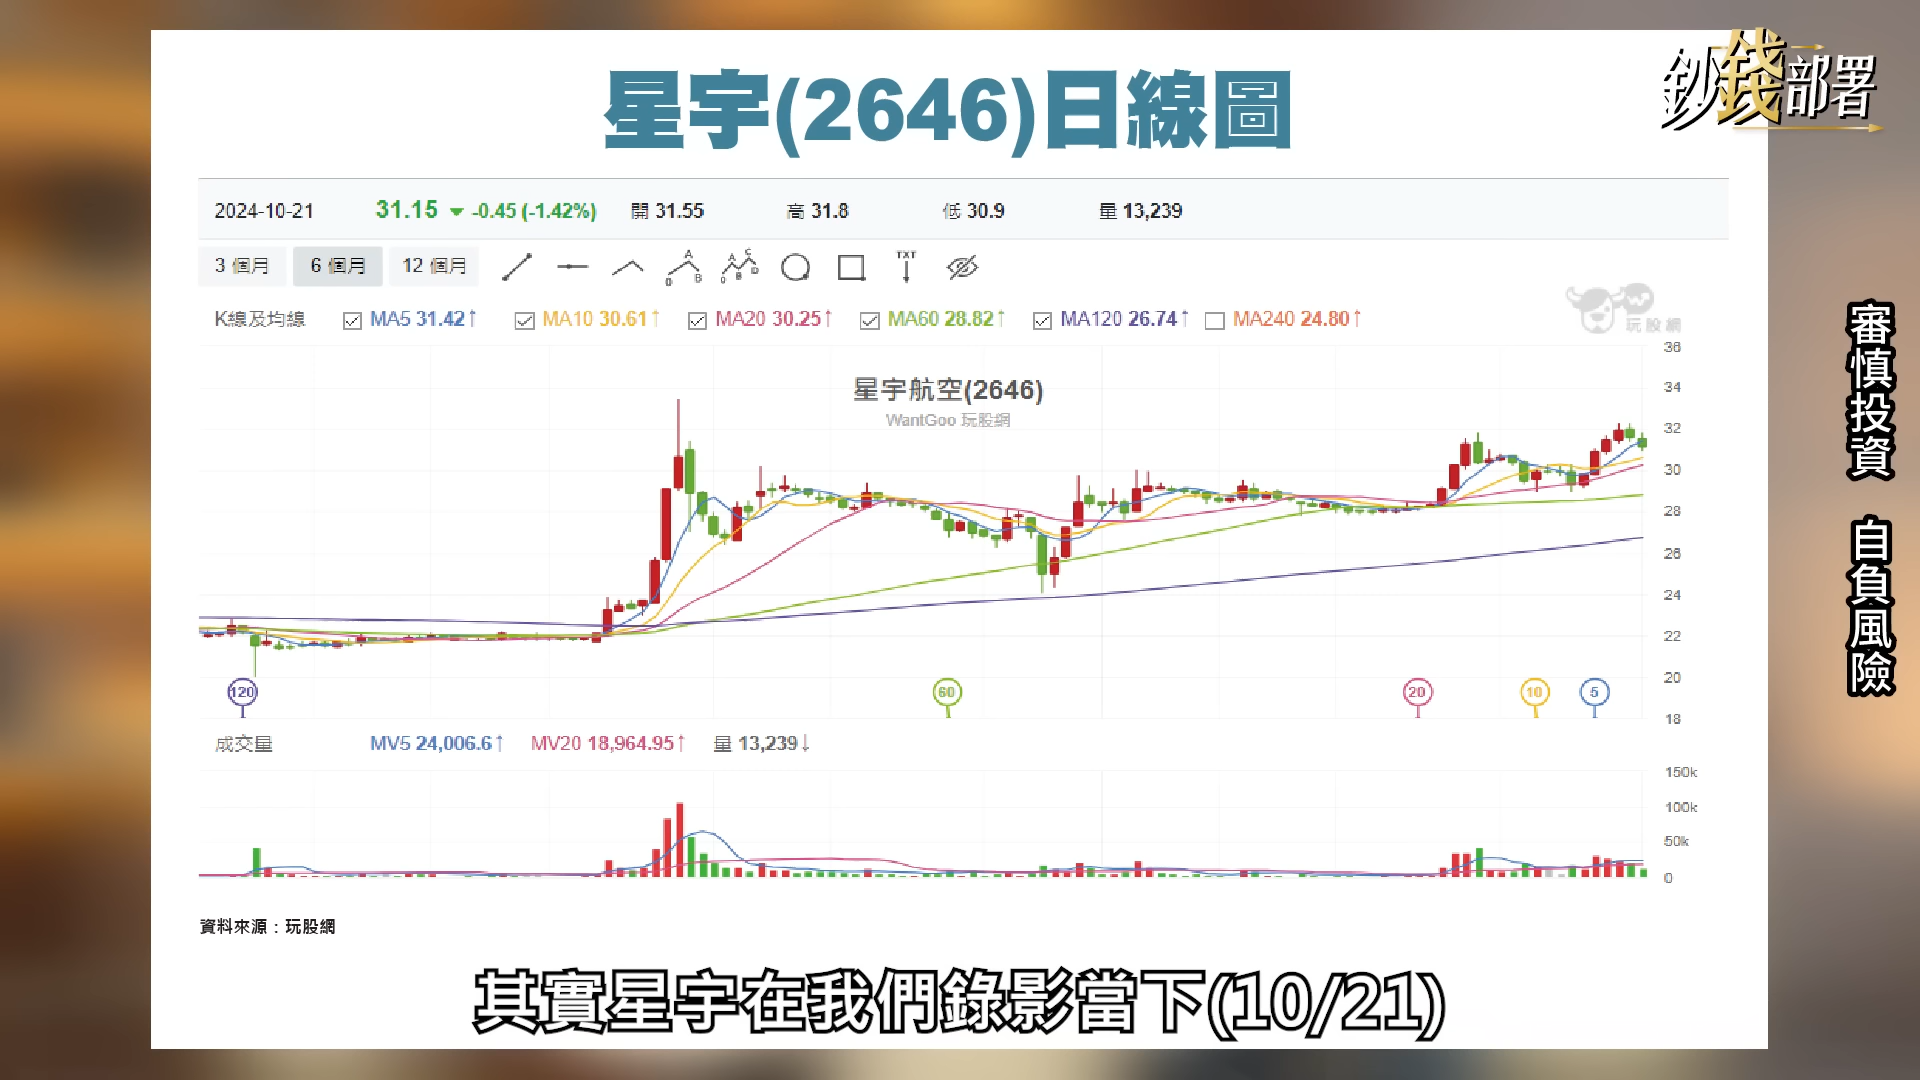 星宇(2646)日線圖
鈔錢部署
2024-10-21 31.15 ▼ -0.45 (-1.42%) 開 31.55 高 31.8 低 30.9 量 13,239
3 個月 6 個月 12 個月
TXT
K線及均線 MA5 31.42↑ MA10 30.61↑ MA20 30.25↑ MA60 28.82↑ MA120 26.74↑ MA240 24.80↑
玩股網
星宇航空(2646)
WantGoo 玩股網
36
34
32
30
28
26
24
22
20
18
120 60 20 10 5
成交量 MV5 24,006.6↑ MV20 18,964.95↑ 量 13,239↓
150k
100k
50k
0
資料來源：玩股網
審慎投資 自負風險
其實星宇在我們錄影當下(10/21)